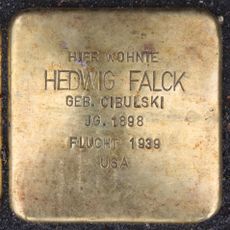 HIER WOHNTE
HEDWIG FALCK
GEB. CIBULSKI
JG. 1898
FLUCHT 1939
USA